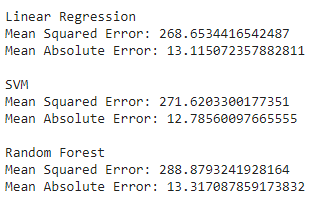 Linear Regression
Mean Squared Error: 268.6534416542487
Mean Absolute Error: 13.115072357882811
SVM
Mean Squared Error: 271.6203300177351
Mean Absolute Error: 12.78560097665555
Random Forest
Mean Squared Error: 288.8793241928164
Mean Absolute Error: 13.317087859173832